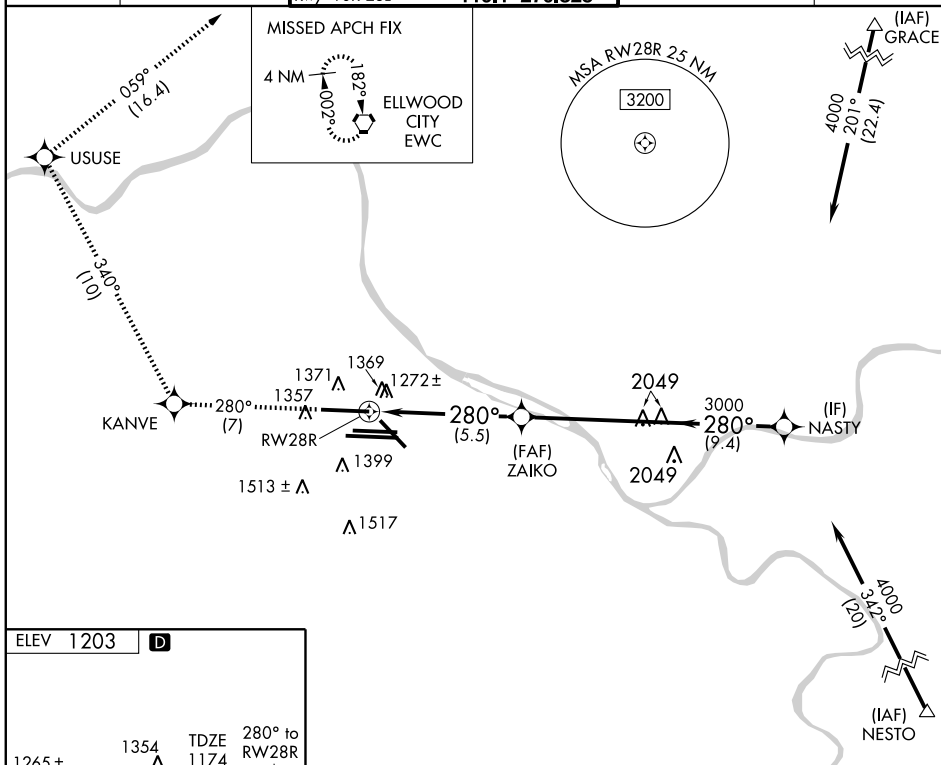 MISSED APCH FIX
4 NM
182°
002°
ELLWOOD
CITY
EWC
MSA RW28R 25 NM
3200
(IAF)
GRACE
4000
201°
(22.4)
059°
(16.4)
USUSE
340°
(10)
KANVE
280°
(7)
1371
1369
1272 ±
1357
RW28R
1399
1513 ±
1517
280°
(5.5)
(FAF)
ZAIKO
2049
2049
3000
280°
(9.4)
(IF)
NASTY
4000
342°
(20)
(IAF)
NESTO
ELEV 1203 D
1265 ±
1354
TDZE
1174
280° to
RW28R